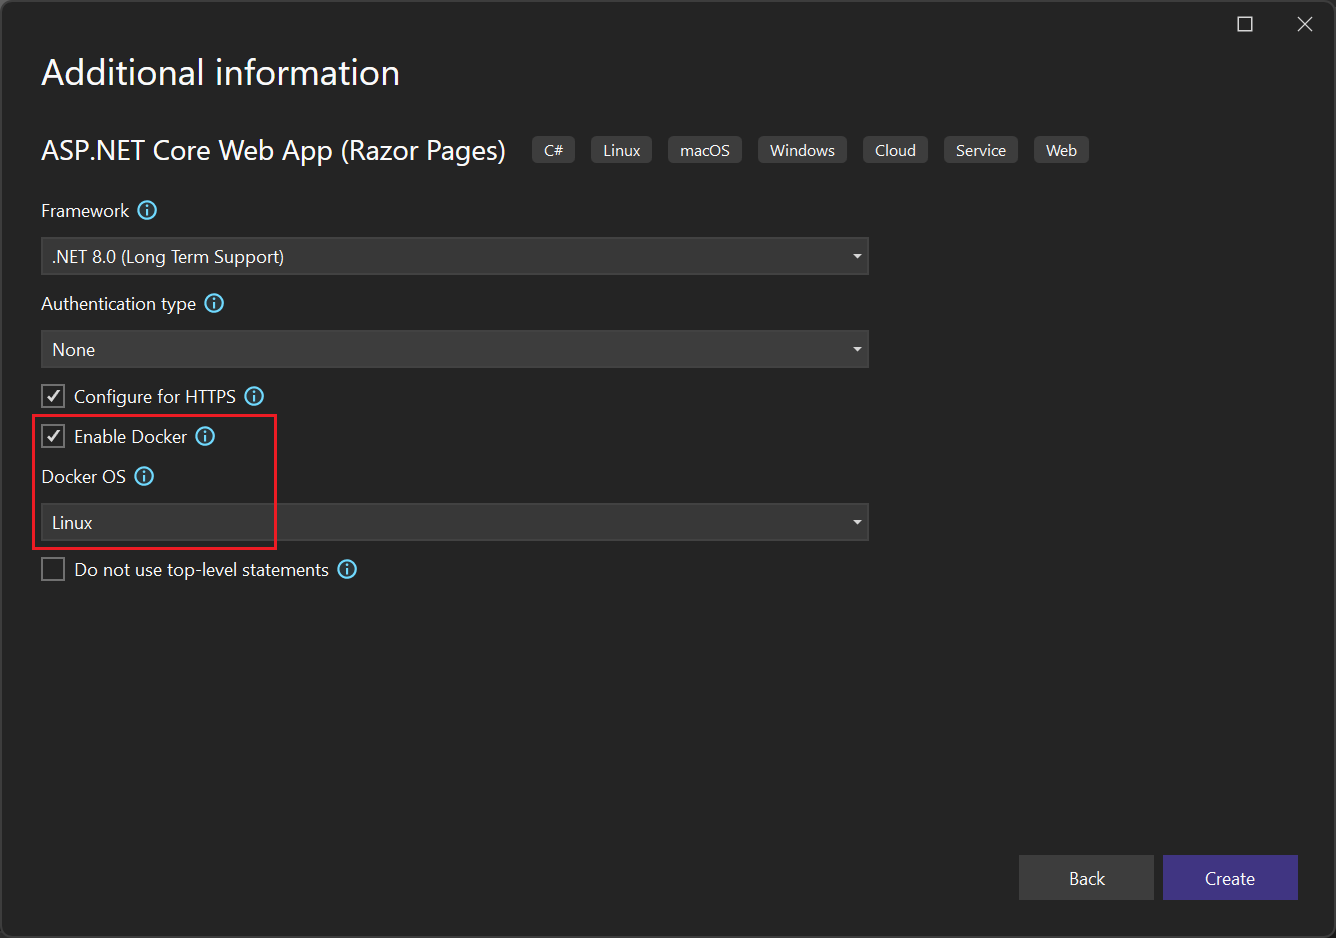 Additional information
ASP.NET Core Web App (Razor Pages) C# Linux macOS Windows Cloud Service Web
Framework
.NET 8.0 (Long Term Support)
Authentication type
None
Configure for HTTPS
Enable Docker
Docker OS
Linux
Do not use top-level statements
Back Create